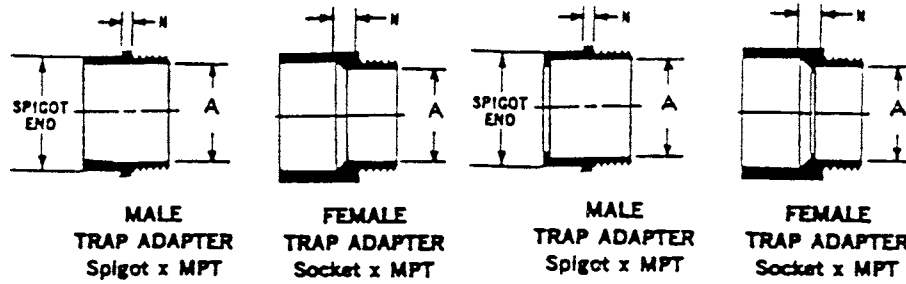 N
N
N
N
SPIGOT
END
A
A
SPIGOT
END
A
A
MALE
TRAP ADAPTER
Spigot x MPT
FEMALE
TRAP ADAPTER
Socket x MPT
MALE
TRAP ADAPTER
Spigot x MPT
FEMALE
TRAP ADAPTER
Socket x MPT